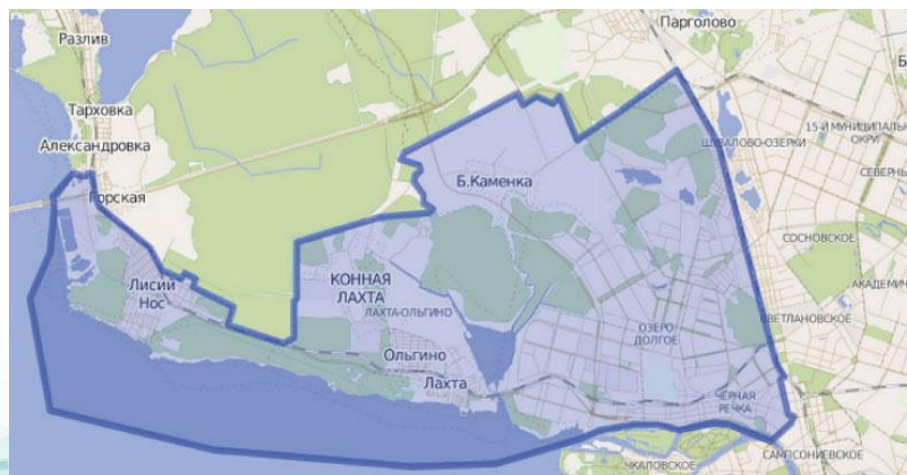 Парголово
Разлив
Б
Тарховка
15-Й МУНИЦИПАЛЬ
ОКРУГ
Александровка
ШУВАЛОВО-ОЗЕРКИ
СЕВЕРНЫ
Б.Каменка
Горская
СОСНОВСКОЕ
КОННАЯ
ЛАХТА
Лисий
Нос
АКАДЕМИЧ
ЛАХТА-ОЛЬГИНО
СВЕТЛАНОВСКОЕ
ОЗЕРО
ДОЛГОЕ
Ольгино
Лахта
ЧЁРНАЯ
РЕЧКА
САМПСОНИЕВСКОЕ
ЧКАЛОВСКОЕ